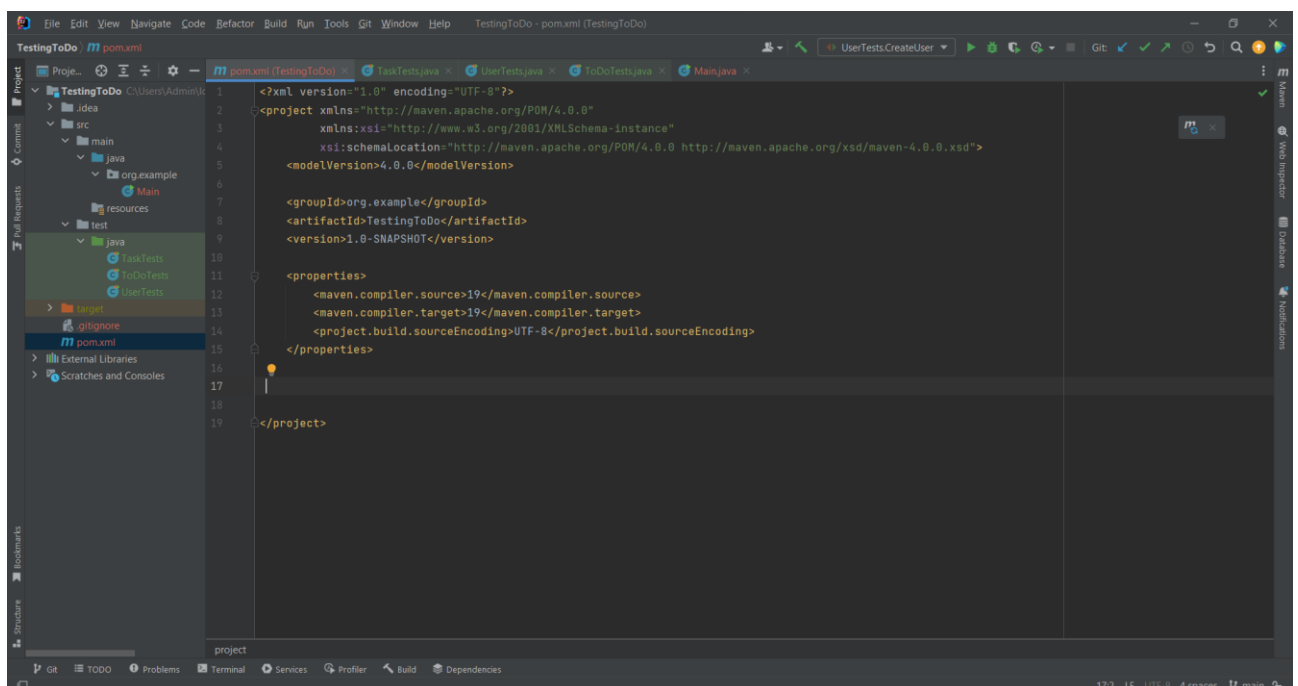 File Edit View Navigate Code Refactor Build Run Tools Git Window Help TestingToDo - pom.xml (TestingToDo)
TestingToDo m pom.xml UserTests.CreateUser Git:
Project
Commit
Pull Requests
Bookmarks
Structure
Proje...
TestingToDo C:\Users\Admin\Ic
.idea
src
main
java
org.example
Main
resources
test
java
TaskTests
ToDoTests
UserTests
target
.gitignore
m pom.xml
External Libraries
Scratches and Consoles
m pom.xml (TestingToDo) TaskTests.java UserTests.java ToDoTests.java Main.java
1 <?xml version="1.0" encoding="UTF-8"?>
2 <project xmlns="http://maven.apache.org/POM/4.0.0"
3 xmlns:xsi="http://www.w3.org/2001/XMLSchema-instance"
4 xsi:schemaLocation="http://maven.apache.org/POM/4.0.0 http://maven.apache.org/xsd/maven-4.0.0.xsd">
5 <modelVersion>4.0.0</modelVersion>
6
7 <groupId>org.example</groupId>
8 <artifactId>TestingToDo</artifactId>
9 <version>1.0-SNAPSHOT</version>
10
11 <properties>
12 <maven.compiler.source>19</maven.compiler.source>
13 <maven.compiler.target>19</maven.compiler.target>
14 <project.build.sourceEncoding>UTF-8</project.build.sourceEncoding>
15 </properties>
16
17
18
19 </project>
m
Maven
Web Inspector
Database
Notifications
project
Git TODO Problems Terminal Services Profiler Build Dependencies
17:2 LF UTF-8 4 spaces main